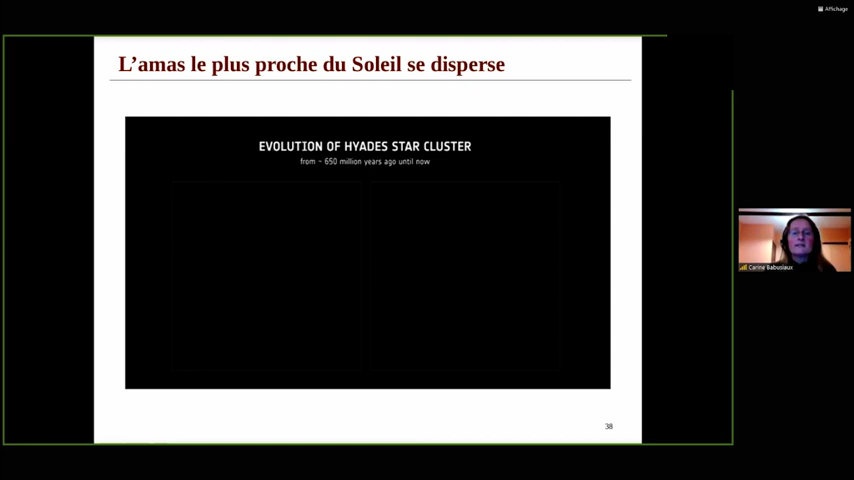 Affichage
L'amas le plus proche du Soleil se disperse
EVOLUTION OF HYADES STAR CLUSTER
from ~ 650 million years ago until now
Carine Babusiaux
38